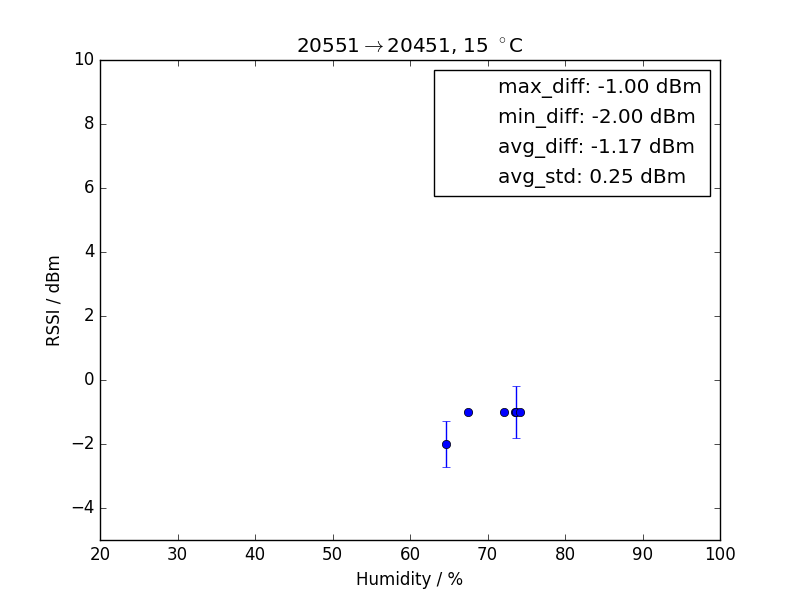 20551→20451, 15 °C
max_diff: -1.00 dBm
min_diff: -2.00 dBm
avg_diff: -1.17 dBm
avg_std: 0.25 dBm
RSSI / dBm
10
8
6
4
2
0
−2
−4
20 30 40 50 60 70 80 90 100
Humidity / %